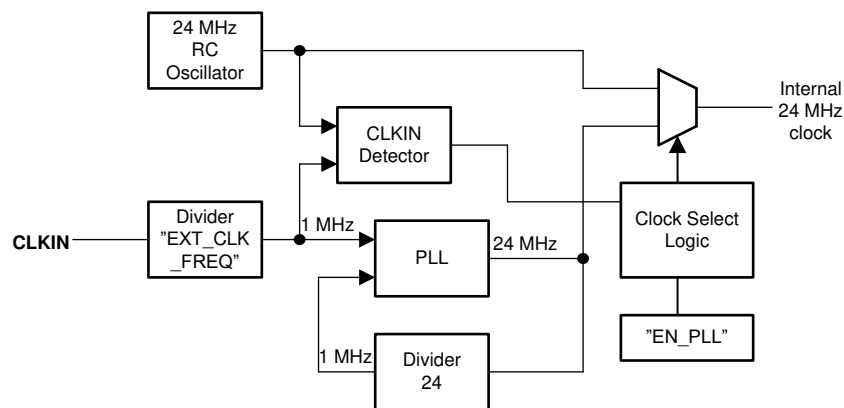 24 MHz
RC
Oscillator
CLKIN
Detector
Internal
24 MHz
clock
CLKIN
Divider
"EXT_CLK
_FREQ"
1 MHz
PLL
24 MHz
Clock Select
Logic
1 MHz
Divider
24
"EN_PLL"